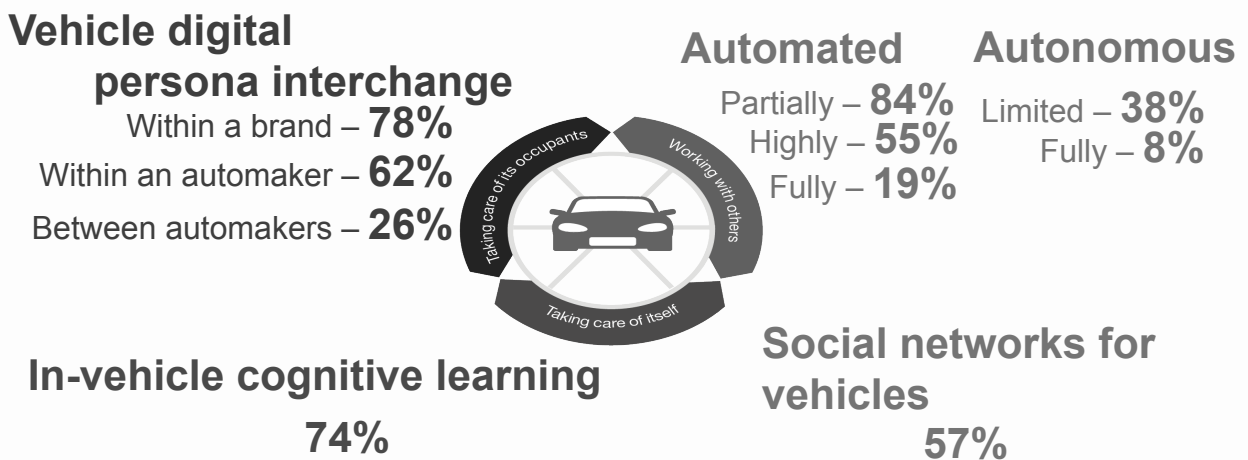 Vehicle digital
persona interchange
Within a brand – 78%
Within an automaker – 62%
Between automakers – 26%
Automated
Partially – 84%
Highly – 55%
Fully – 19%
Autonomous
Limited – 38%
Fully – 8%
Taking care of its occupants
Working with others
Taking care of itself
In-vehicle cognitive learning
74%
Social networks for
vehicles
57%